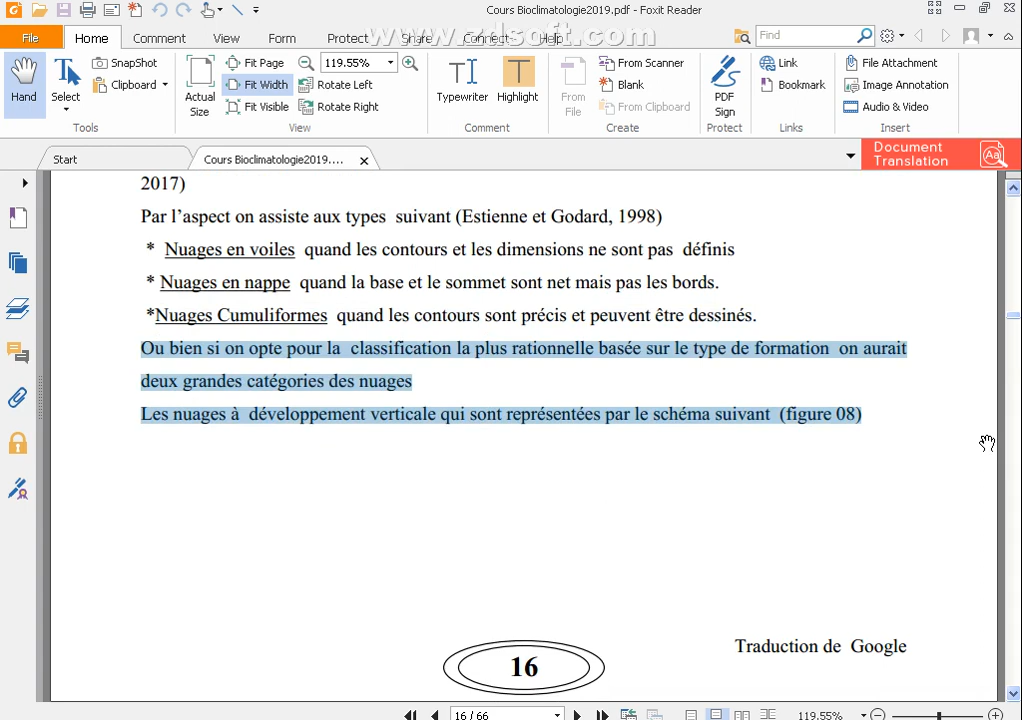 Cours Bioclimatologie2019.pdf - Foxit Reader
File Home Comment View Form Protect Share Connect Help Find
www.zdsoft.com
Hand Select SnapShot Clipboard Actual Size Fit Page Fit Width Fit Visible 119.55% Rotate Left Rotate Right Typewriter Highlight From File From Scanner Blank From Clipboard PDF Sign Link Bookmark File Attachment Image Annotation Audio & Video
Tools View Comment Create Protect Links Insert
Start Cours Bioclimatologie2019.... Document Translation
2017)
Par l’aspect on assiste aux types suivant (Estienne et Godard, 1998)
* Nuages en voiles quand les contours et les dimensions ne sont pas définis
* Nuages en nappe quand la base et le sommet sont net mais pas les bords.
*Nuages Cumuliformes quand les contours sont précis et peuvent être dessinés.
Ou bien si on opte pour la classification la plus rationnelle basée sur le type de formation on aurait
deux grandes catégories des nuages
Les nuages à développement verticale qui sont représentées par le schéma suivant (figure 08)
Traduction de Google
16
16 / 66 119.55%